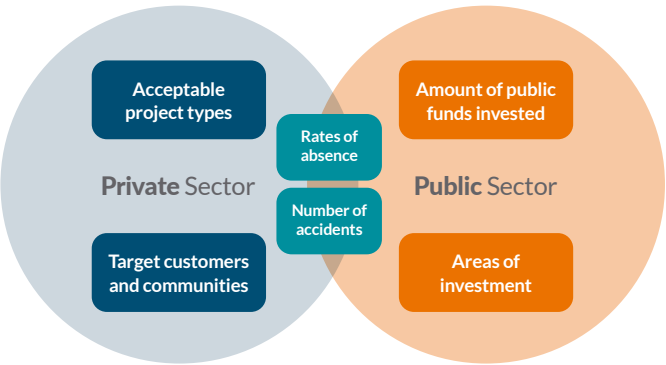 Acceptable
project types
Amount of public
funds invested
Rates of
absence
Private Sector
Public Sector
Number of
accidents
Target customers
and communities
Areas of
investment